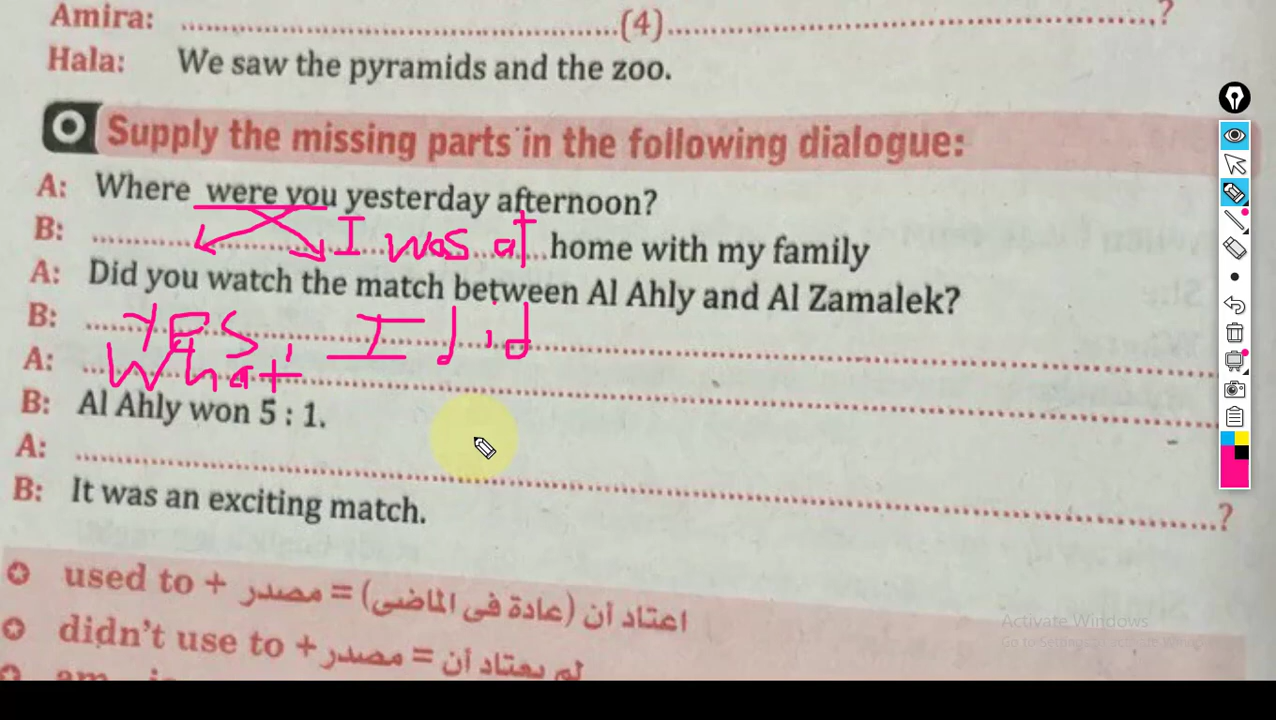 Amira: ......(4)......?
Hala: We saw the pyramids and the zoo.
Supply the missing parts in the following dialogue:
A: Where were you yesterday afternoon?
B: ...... I was at home with my family
A: Did you watch the match between Al Ahly and Al Zamalek?
B: Yes, I did
A: What
B: Al Ahly won 5 : 1.
A: ......?
B: It was an exciting match.
used to + مصدر = اعتاد أن (عادة فى الماضى)
didn't use to + مصدر = لم يعتاد أن
Activate Windows